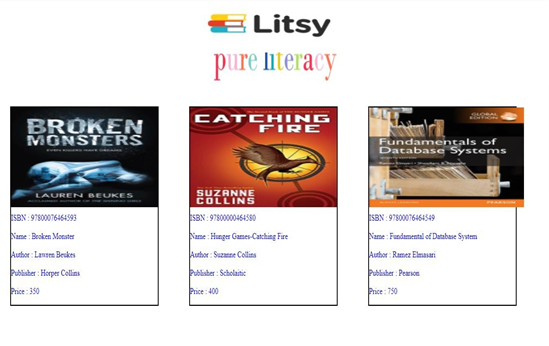 Litsy
pure literacy
BROKEN
MONSTERS
LAUREN BEUKES
ISBN : 97800076464593
Name : Broken Monster
Author : Lawren Beukes
Publisher : Horper Collins
Price : 350
CATCHING
FIRE
SUZANNE
COLLINS
ISBN : 97800000464580
Name : Hunger Games-Catching Fire
Author : Suzanne Collins
Publisher : Scholaitic
Price : 400
GLOBAL
EDITION
Fundamentals of
Database Systems
PEARSON
ISBN : 97800076464549
Name : Fundamental of Database System
Author : Ramez Elmasari
Publisher : Pearson
Price : 750